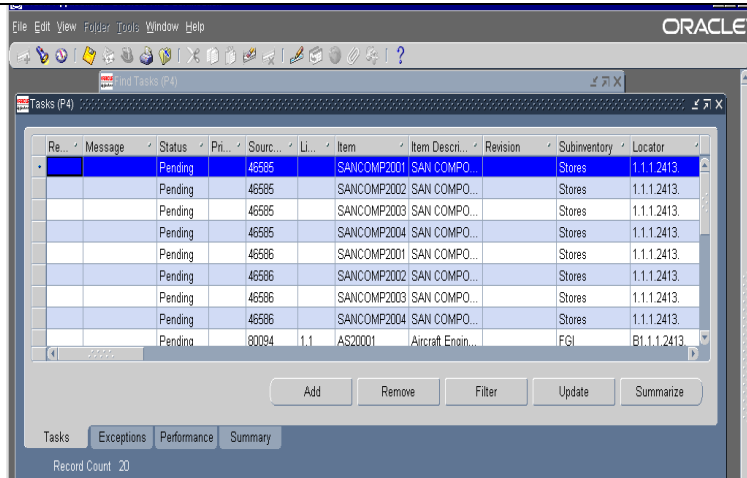 File Edit View Folder Tools Window Help ORACLE
Find Tasks (P4)
Tasks (P4)
Re... Message Status Pri... Sourc... Li... Item Item Descri... Revision Subinventory Locator
Pending 46585 SANCOMP2001 SAN COMPO... Stores 1.1.1.2413.
Pending 46585 SANCOMP2002 SAN COMPO... Stores 1.1.1.2413.
Pending 46585 SANCOMP2003 SAN COMPO... Stores 1.1.1.2413.
Pending 46585 SANCOMP2004 SAN COMPO... Stores 1.1.1.2413.
Pending 46586 SANCOMP2001 SAN COMPO... Stores 1.1.1.2413.
Pending 46586 SANCOMP2002 SAN COMPO... Stores 1.1.1.2413.
Pending 46586 SANCOMP2003 SAN COMPO... Stores 1.1.1.2413.
Pending 46586 SANCOMP2004 SAN COMPO... Stores 1.1.1.2413.
Pending 80094 1.1 AS20001 Aircraft Engin... FGI B1.1.1.2413.
Add Remove Filter Update Summarize
Tasks Exceptions Performance Summary
Record Count 20